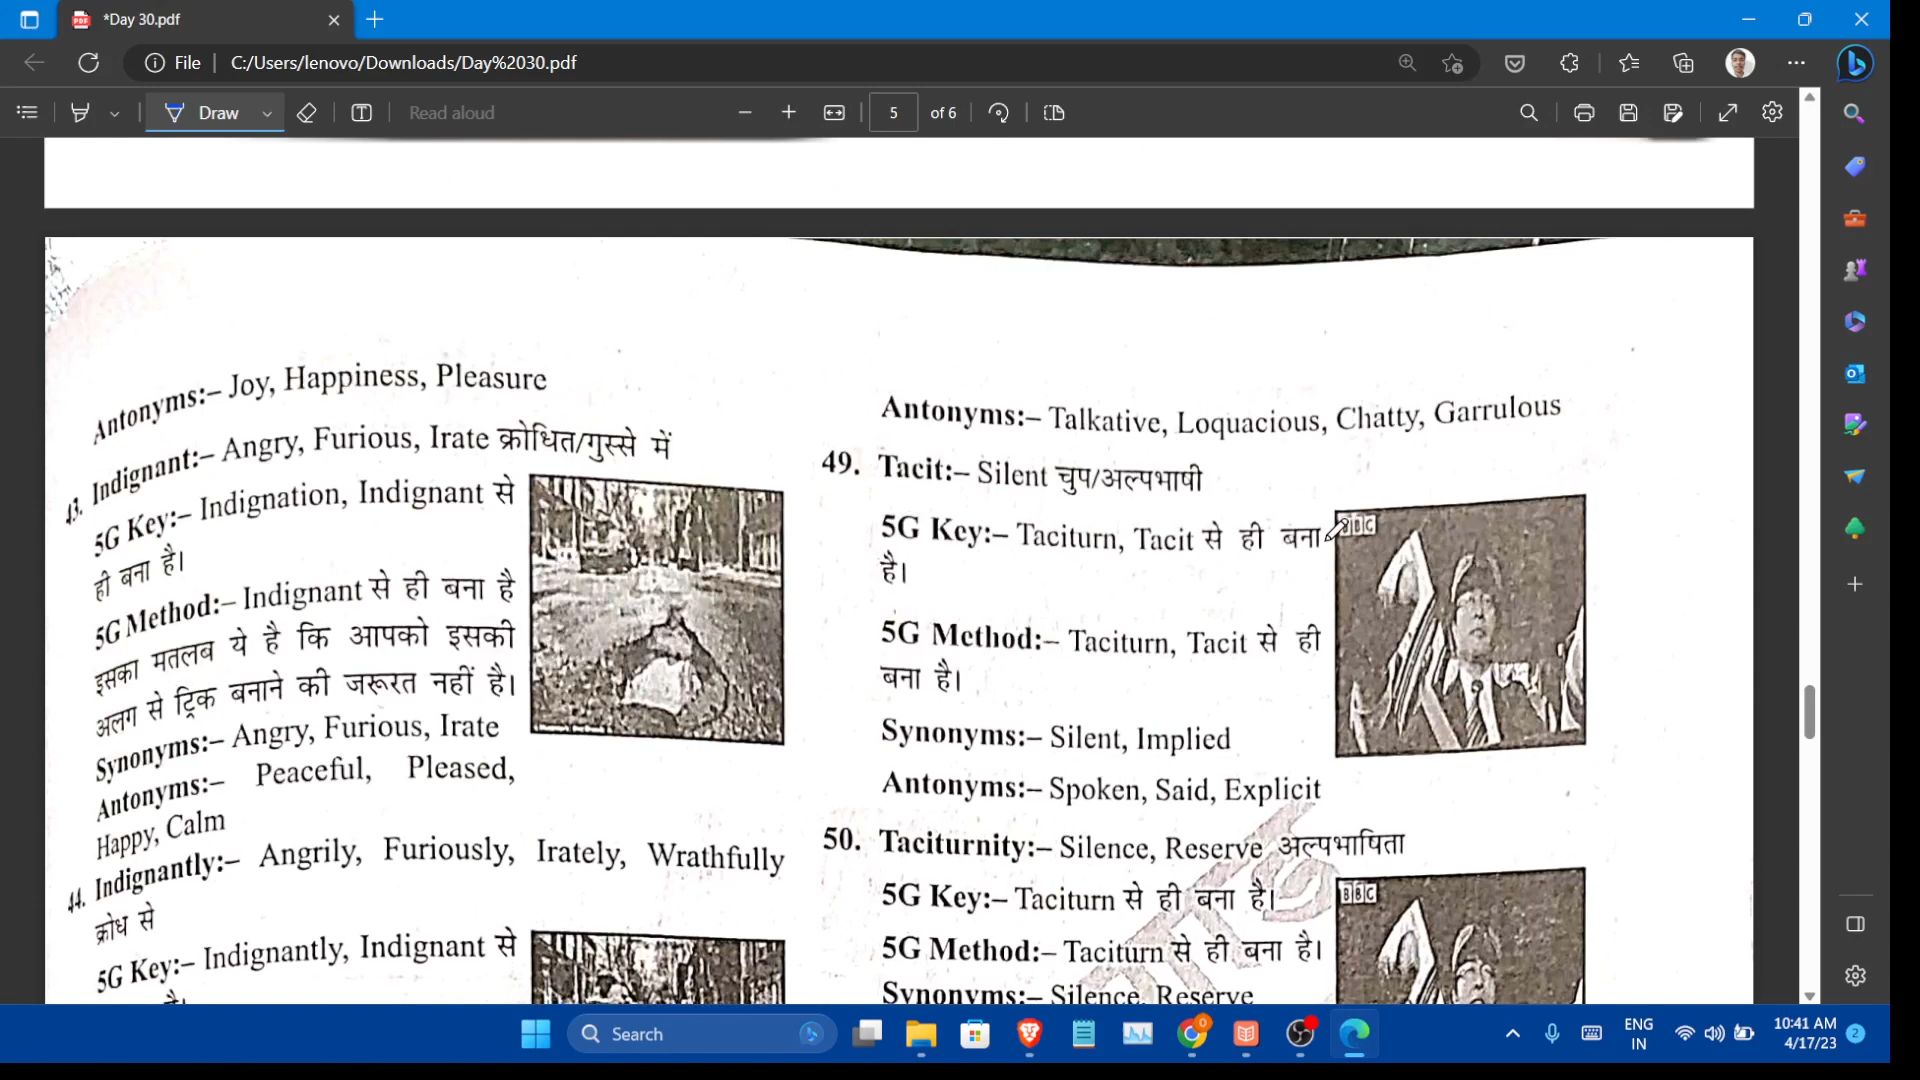 *Day 30.pdf
File
C:/Users/lenovo/Downloads/Day%2030.pdf
Draw
Read aloud
5
of 6
Antonyms:– Joy, Happiness, Pleasure
43. Indignant:– Angry, Furious, Irate क्रोधित/गुस्से में
5G Key:– Indignation, Indignant से
ही बना है।
5G Method:– Indignant से ही बना है
इसका मतलब ये है कि आपको इसकी
अलग से ट्रिक बनाने की जरूरत नहीं है।
Synonyms:– Angry, Furious, Irate
Antonyms:– Peaceful, Pleased,
Happy, Calm
44. Indignantly:– Angrily, Furiously, Irately, Wrathfully
क्रोध से
5G Key:– Indignantly, Indignant से
Antonyms:– Talkative, Loquacious, Chatty, Garrulous
49. Tacit:– Silent चुप/अल्पभाषी
5G Key:– Taciturn, Tacit से ही बना
है।
BBC
5G Method:– Taciturn, Tacit से ही
बना है।
Synonyms:– Silent, Implied
Antonyms:– Spoken, Said, Explicit
50. Taciturnity:– Silence, Reserve अल्पभाषिता
5G Key:– Taciturn से ही बना है।
BBC
5G Method:– Taciturn से ही बना है।
Synonyms:– Silence, Reserve
Search
ENG
IN
10:41 AM
4/17/23
2